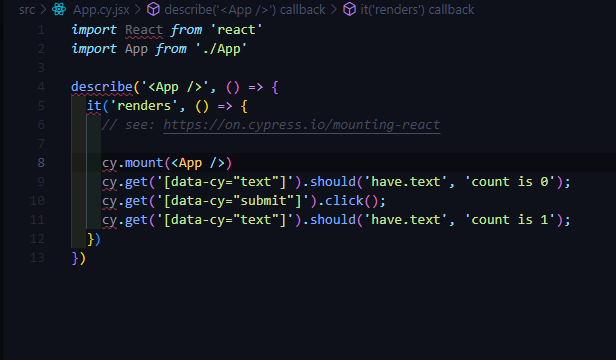 src > App.cy.jsx > describe('<App />') callback > it('renders') callback
1 import React from 'react'
2 import App from './App'
3
4 describe('<App />', () => {
5 it('renders', () => {
6 // see: https://on.cypress.io/mounting-react
7
8 cy.mount(<App />)
9 cy.get('[data-cy="text"]').should('have.text', 'count is 0');
10 cy.get('[data-cy="submit"]').click();
11 cy.get('[data-cy="text"]').should('have.text', 'count is 1');
12 })
13 })